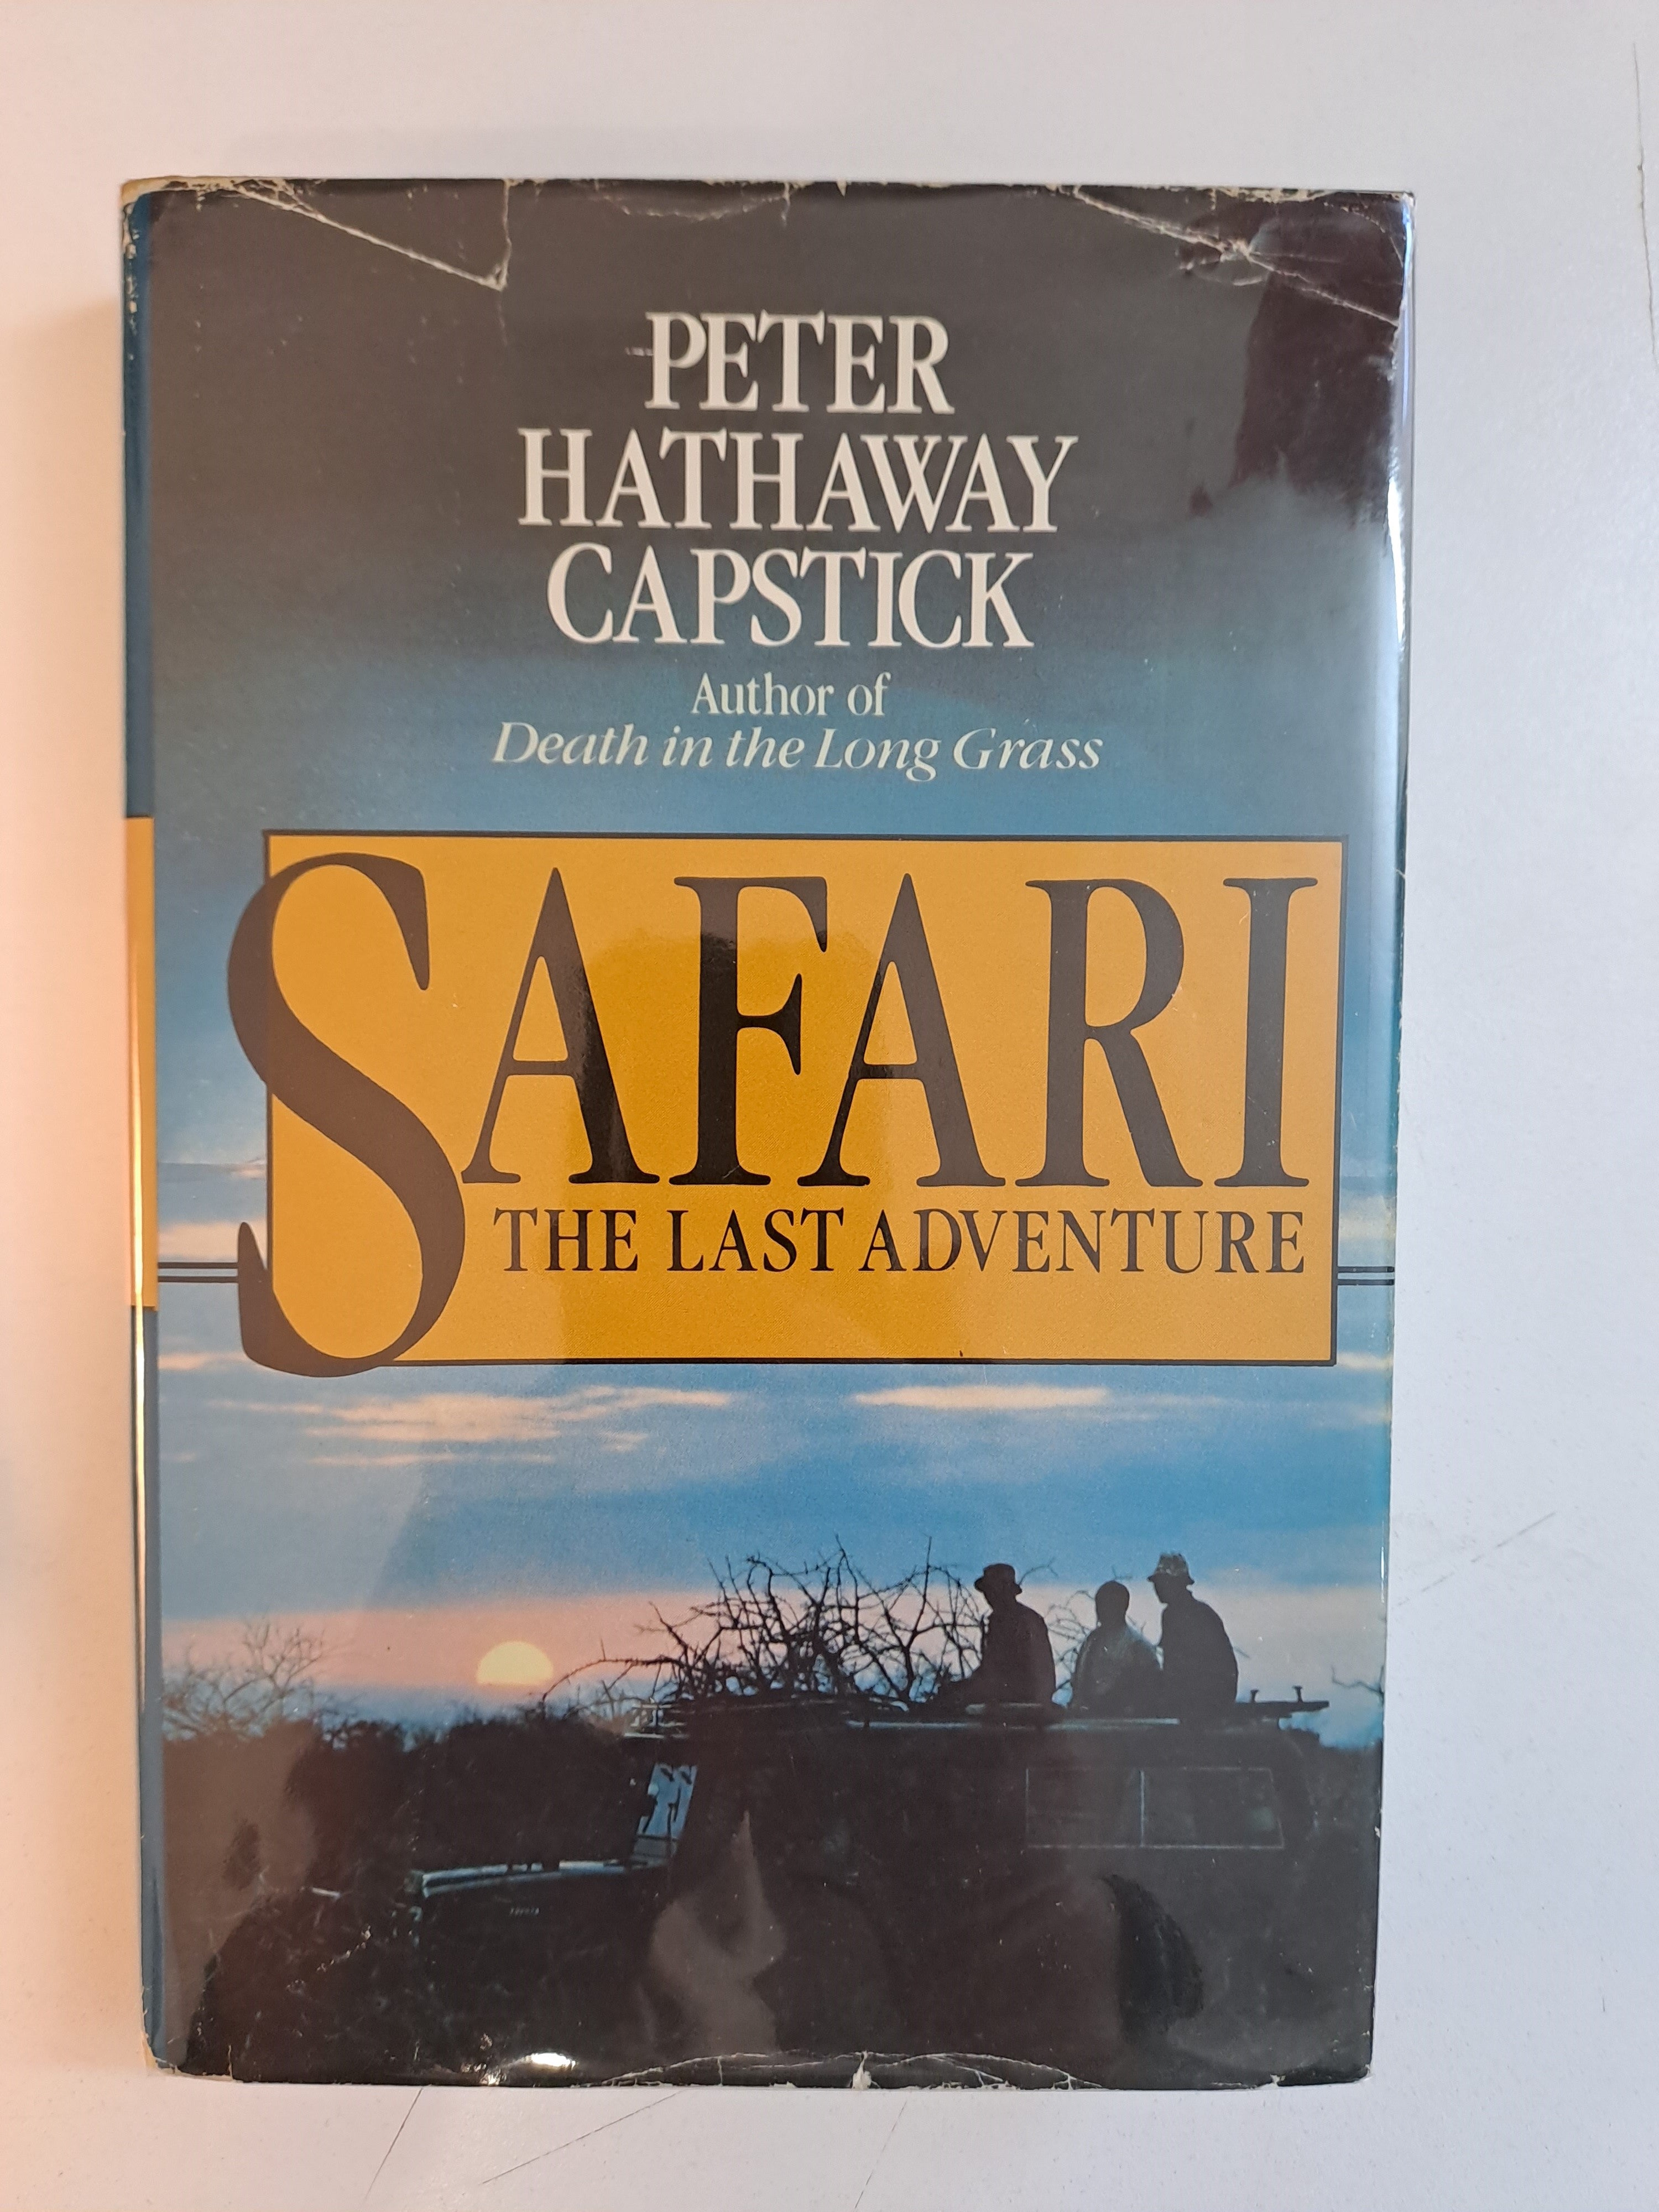 PETER
HATHAWAY
CAPSTICK
Author of
Death in the Long Grass
SAFARI
THE LAST ADVENTURE